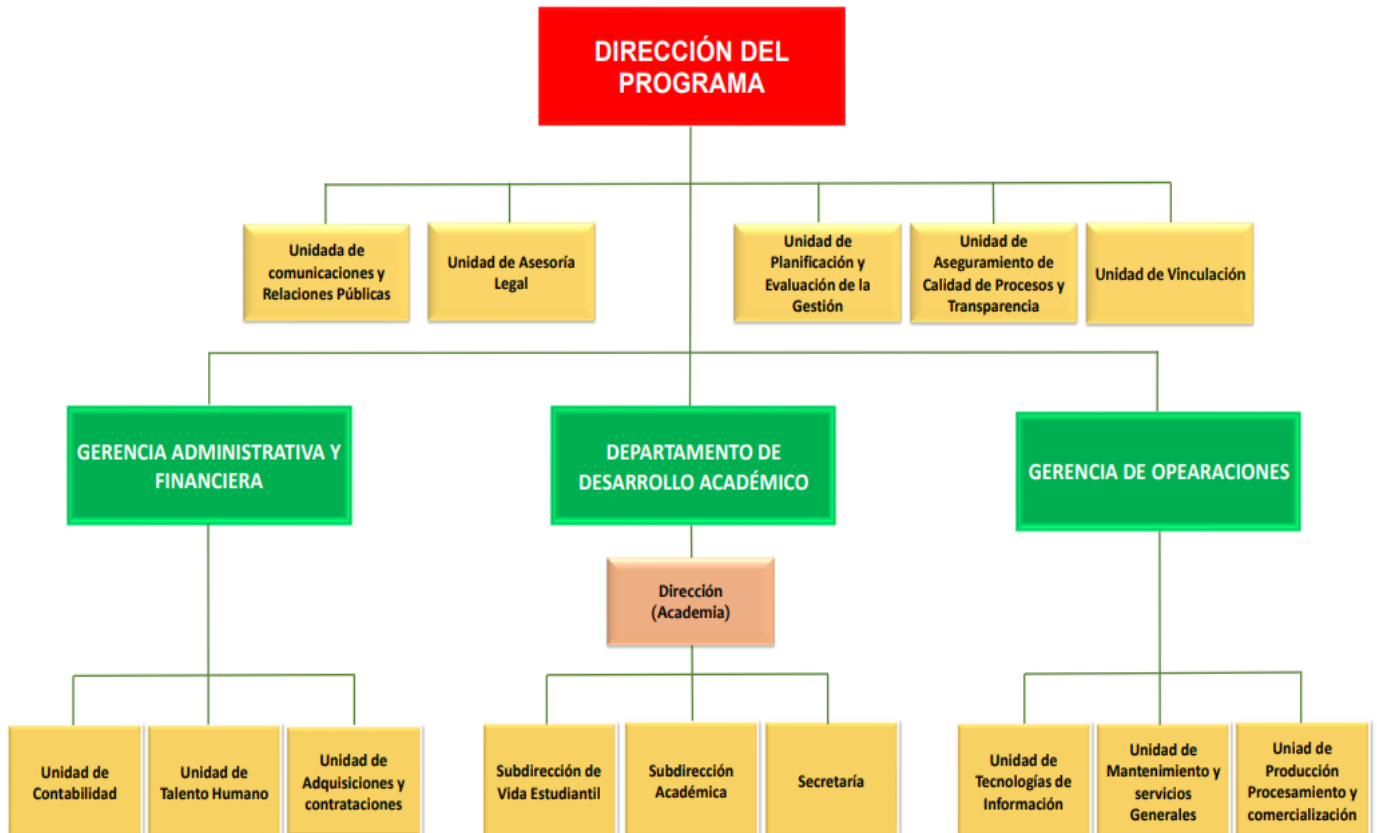 DIRECCIÓN DEL
PROGRAMA
Unidada de
comunicaciones y
Relaciones Públicas
Unidad de Asesoría
Legal
Unidad de
Planificación y
Evaluación de la
Gestión
Unidad de
Aseguramiento de
Calidad de Procesos y
Transparencia
Unidad de Vinculación
GERENCIA ADMINISTRATIVA Y
FINANCIERA
DEPARTAMENTO DE
DESARROLLO ACADÉMICO
GERENCIA DE OPEARACIONES
Dirección
(Academia)
Unidad de
Contabilidad
Unidad de
Talento Humano
Unidad de
Adquisiciones y
contrataciones
Subdirección de
Vida Estudiantil
Subdirección
Académica
Secretaría
Unidad de
Tecnologías de
Información
Unidad de
Mantenimiento y
servicios
Generales
Uniad de
Producción
Procesamiento y
comercialización